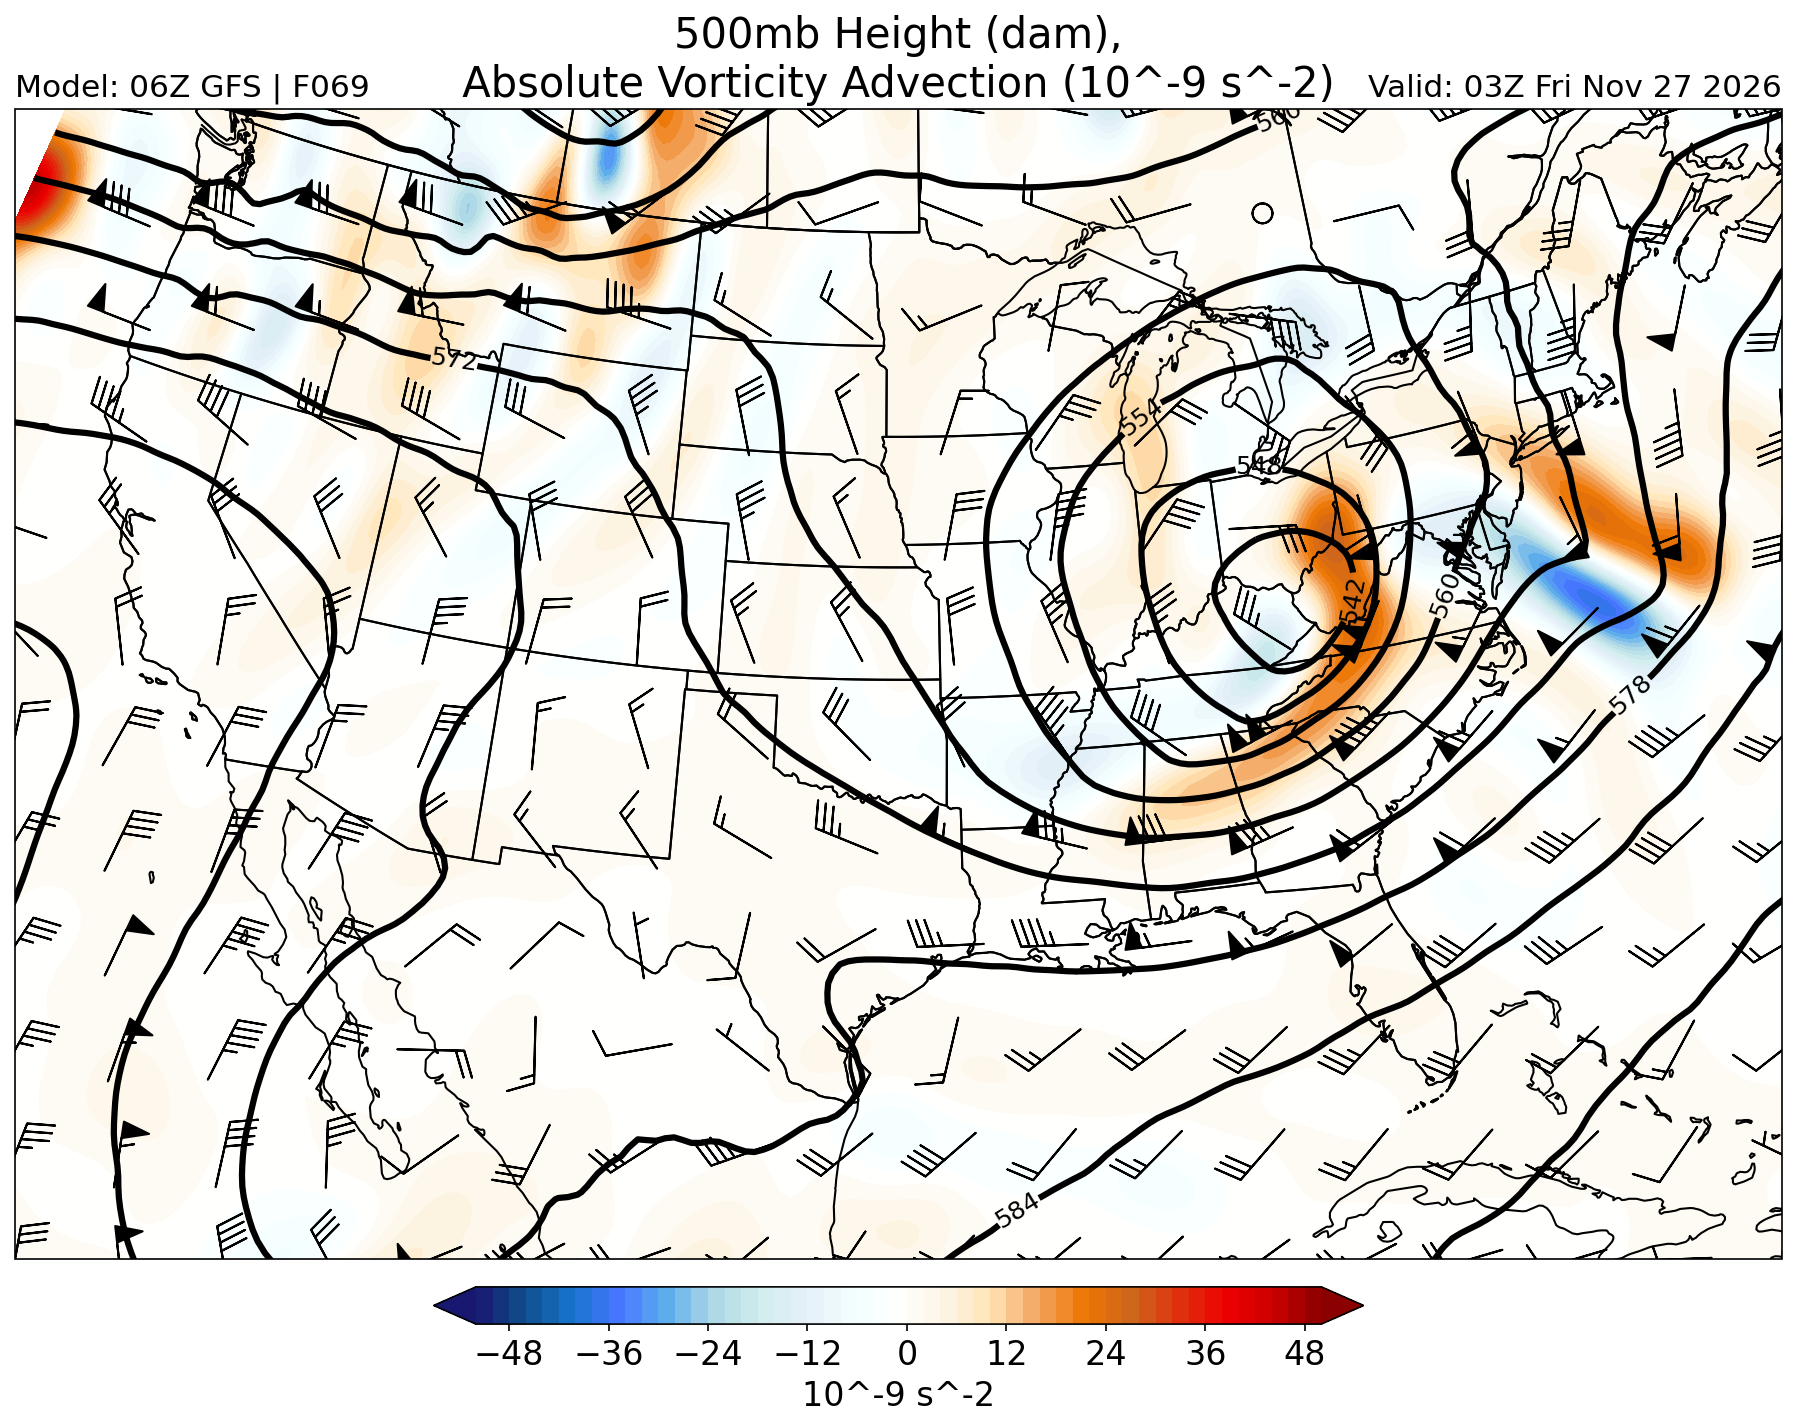 500mb Height (dam),
Model: 06Z GFS | F069
Absolute Vorticity Advection (10^-9 s^-2)
Valid: 03Z Fri Nov 27 2026
560
572
554
548
542
560
578
584
−48 −36 −24 −12 0 12 24 36 48
10^-9 s^-2